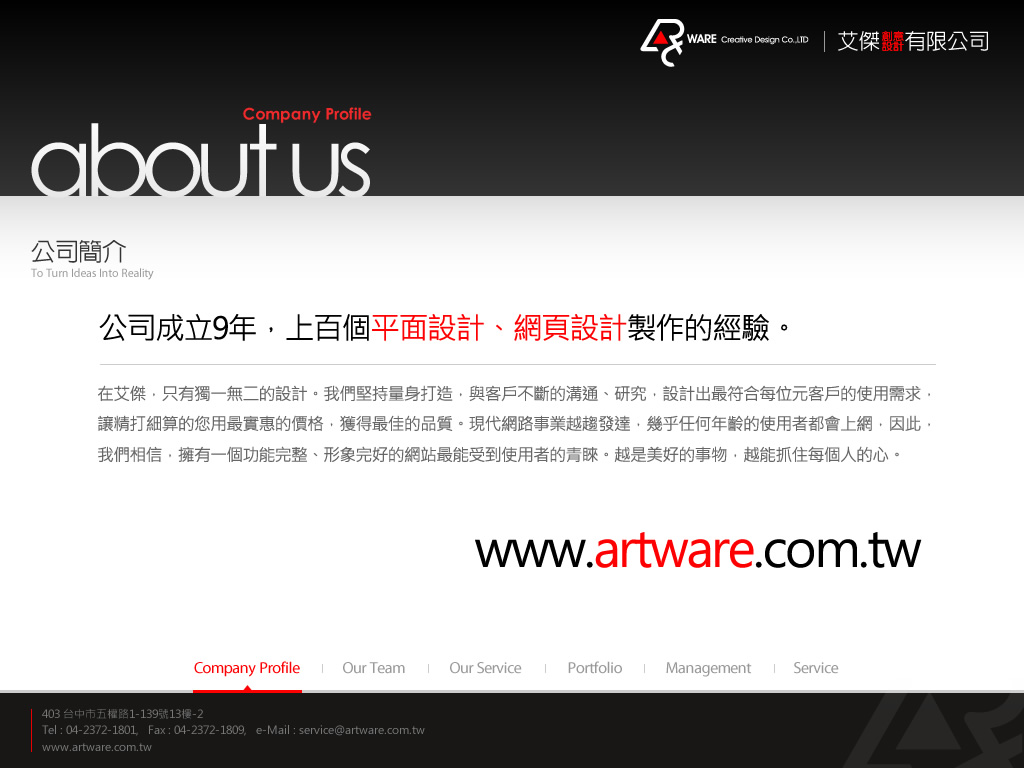 WARE Creative Design Co.,LTD
艾傑創意設計有限公司
Company Profile
about us
公司簡介
To Turn Ideas Into Reality
公司成立9年，上百個平面設計、網頁設計製作的經驗。
在艾傑，只有獨一無二的設計。我們堅持量身打造，與客戶不斷的溝通、研究，設計出最符合每位元客戶的使用需求，
讓精打細算的您用最實惠的價格，獲得最佳的品質。現代網路事業越趨發達，幾乎任何年齡的使用者都會上網，因此，
我們相信，擁有一個功能完整、形象完好的網站最能受到使用者的青睞。越是美好的事物，越能抓住每個人的心。
www.artware.com.tw
Company Profile
Our Team
Our Service
Portfolio
Management
Service
403 台中市五權路1-139號13樓-2
Tel : 04-2372-1801, Fax : 04-2372-1809, e-Mail : service@artware.com.tw
www.artware.com.tw